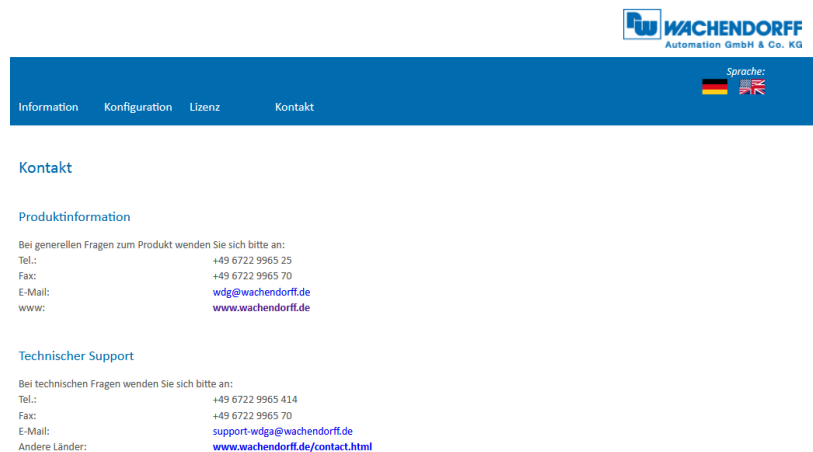 WACHENDORFF
Automation GmbH & Co. KG
Sprache:
Information Konfiguration Lizenz Kontakt
Kontakt
Produktinformation
Bei generellen Fragen zum Produkt wenden Sie sich bitte an:
Tel.: +49 6722 9965 25
Fax: +49 6722 9965 70
E-Mail: wdg@wachendorff.de
www: www.wachendorff.de
Technischer Support
Bei technischen Fragen wenden Sie sich bitte an:
Tel.: +49 6722 9965 414
Fax: +49 6722 9965 70
E-Mail: support-wdga@wachendorff.de
Andere Länder: www.wachendorff.de/contact.html